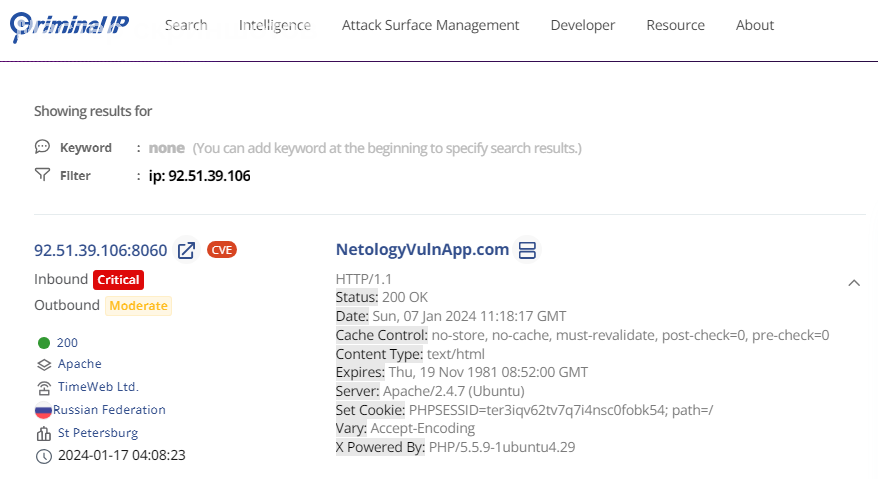 CriminalIP Search Intelligence Attack Surface Management Developer Resource About
Showing results for
Keyword : none (You can add keyword at the beginning to specify search results.)
Filter : ip: 92.51.39.106
92.51.39.106:8060 CVE
Inbound Critical
Outbound Moderate
200
Apache
TimeWeb Ltd.
Russian Federation
St Petersburg
2024-01-17 04:08:23
NetologyVulnApp.com
HTTP/1.1
Status: 200 OK
Date: Sun, 07 Jan 2024 11:18:17 GMT
Cache Control: no-store, no-cache, must-revalidate, post-check=0, pre-check=0
Content Type: text/html
Expires: Thu, 19 Nov 1981 08:52:00 GMT
Server: Apache/2.4.7 (Ubuntu)
Set Cookie: PHPSESSID=ter3iqv62tv7q7i4nsc0fobk54; path=/
Vary: Accept-Encoding
X Powered By: PHP/5.5.9-1ubuntu4.29